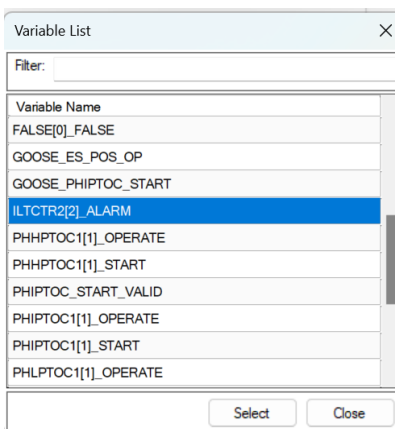 Variable List
Filter:
Variable Name
FALSE[0]_FALSE
GOOSE_ES_POS_OP
GOOSE_PHIPTOC_START
ILTCTR2[2]_ALARM
PHHPTOC1[1]_OPERATE
PHHPTOC1[1]_START
PHIPTOC_START_VALID
PHIPTOC1[1]_OPERATE
PHIPTOC1[1]_START
PHLPTOC1[1]_OPERATE
Select Close